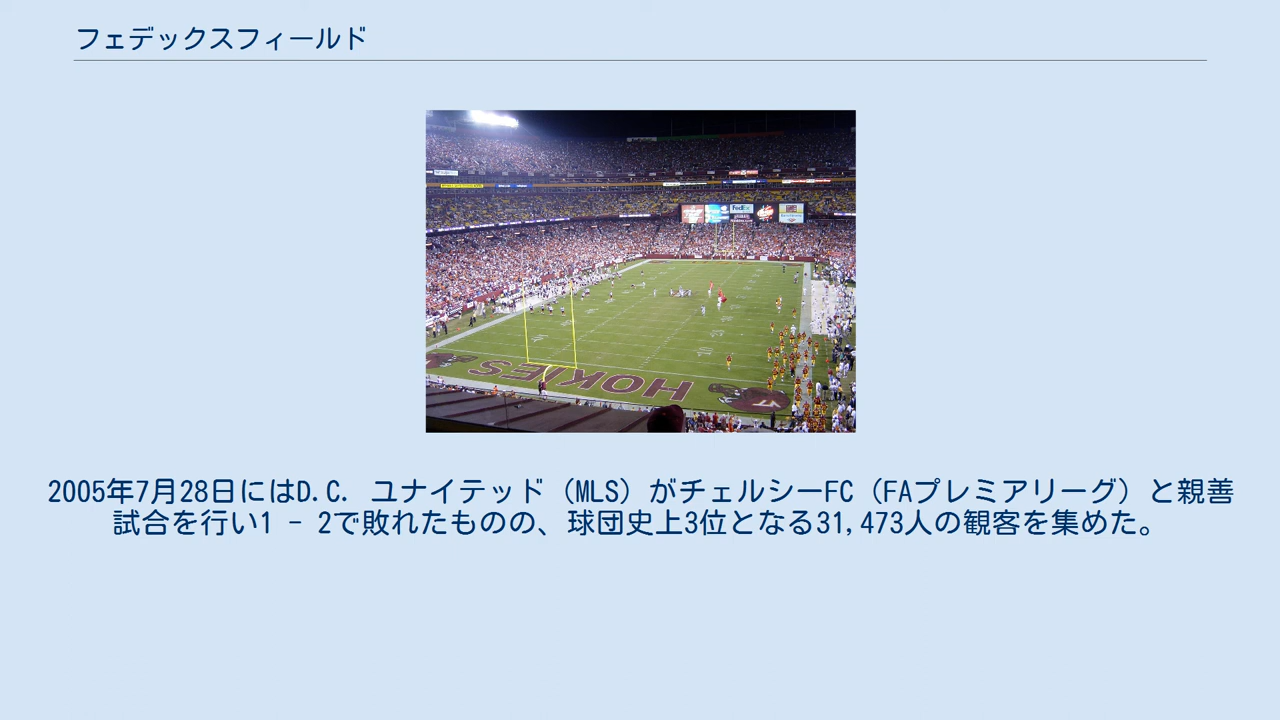 フェデックスフィールド
FedEx
HOKIES
2005年7月28日にはD.C. ユナイテッド（MLS）がチェルシーFC（FAプレミアリーグ）と親善
試合を行い1 - 2で敗れたものの、球団史上3位となる31,473人の観客を集めた。